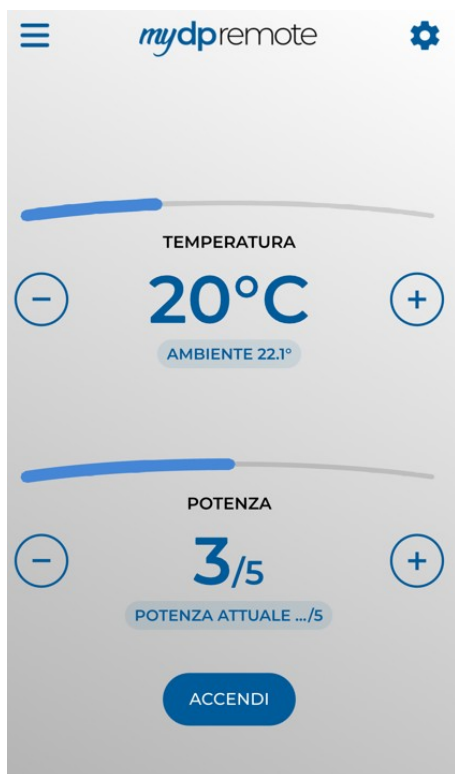 mydpremote
TEMPERATURA
− 20°C +
AMBIENTE 22.1°
POTENZA
− 3/5 +
POTENZA ATTUALE .../5
ACCENDI